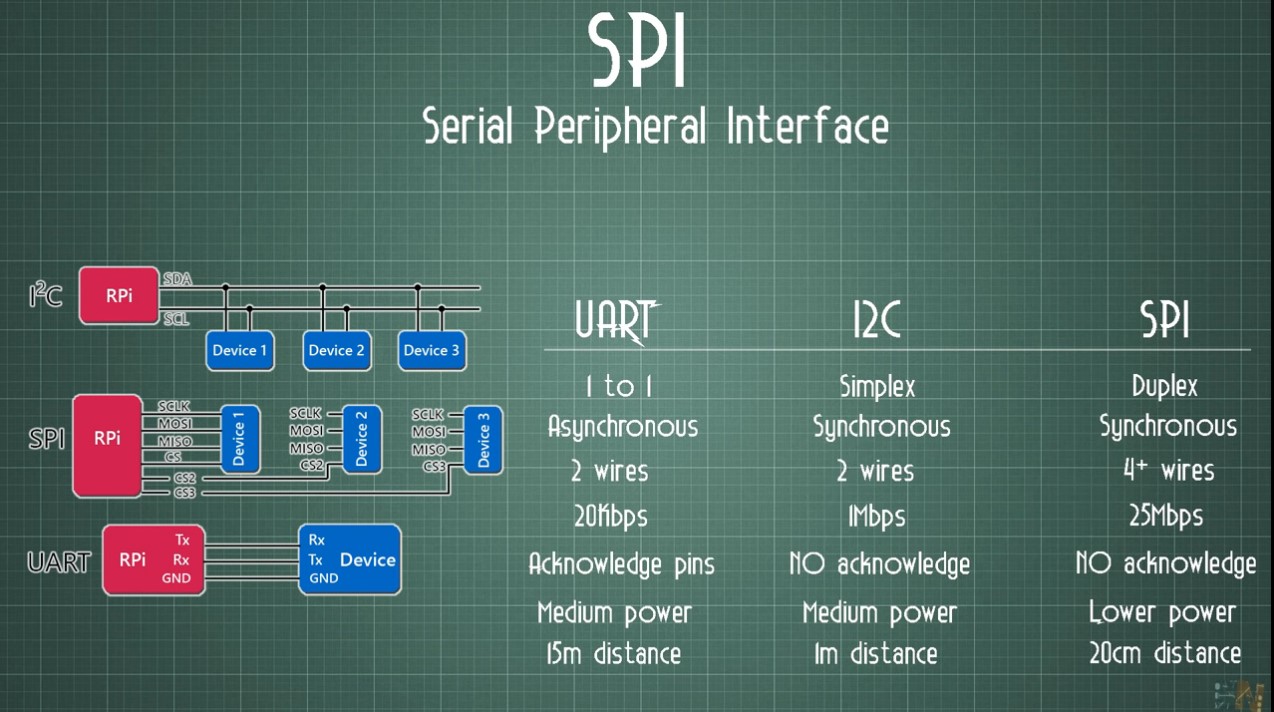 SPI
Serial Peripheral Interface
I²C
RPi
SDA
SCL
Device 1
Device 2
Device 3
SPI
RPi
SCLK
MOSI
MISO
CS
CS2
CS3
Device 1
SCLK
MOSI
MISO
CS2
Device 2
SCLK
MOSI
MISO
CS3
Device 3
UART
RPi
Tx
Rx
GND
Rx
Tx
GND
Device
UART I2C SPI
1 to 1 Simplex Duplex
Asynchronous Synchronous Synchronous
2 wires 2 wires 4+ wires
20Kbps 1Mbps 25Mbps
Acknowledge pins NO acknowledge NO acknowledge
Medium power Medium power Lower power
15m distance 1m distance 20cm distance